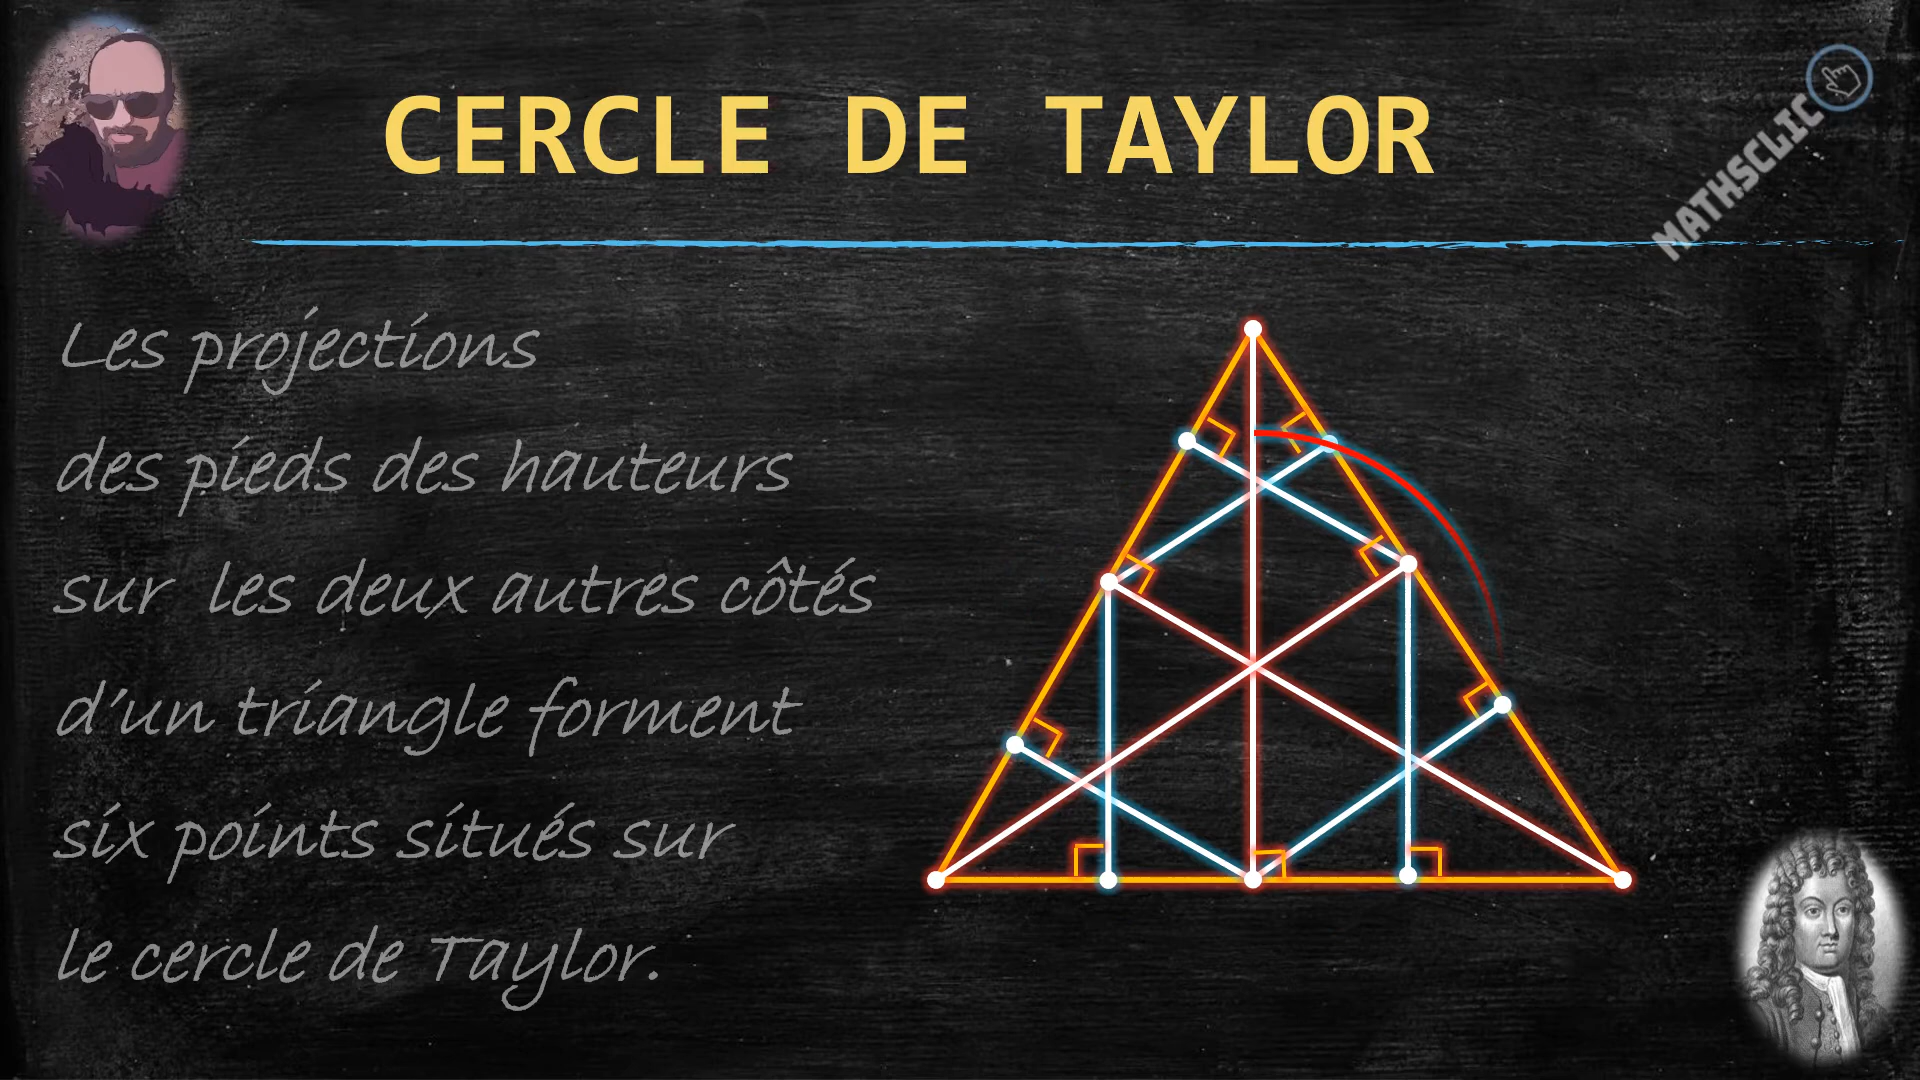 CERCLE DE TAYLOR
MATHSCLIC
Les projections
des pieds des hauteurs
sur les deux autres côtés
d'un triangle forment
six points situés sur
le cercle de Taylor.